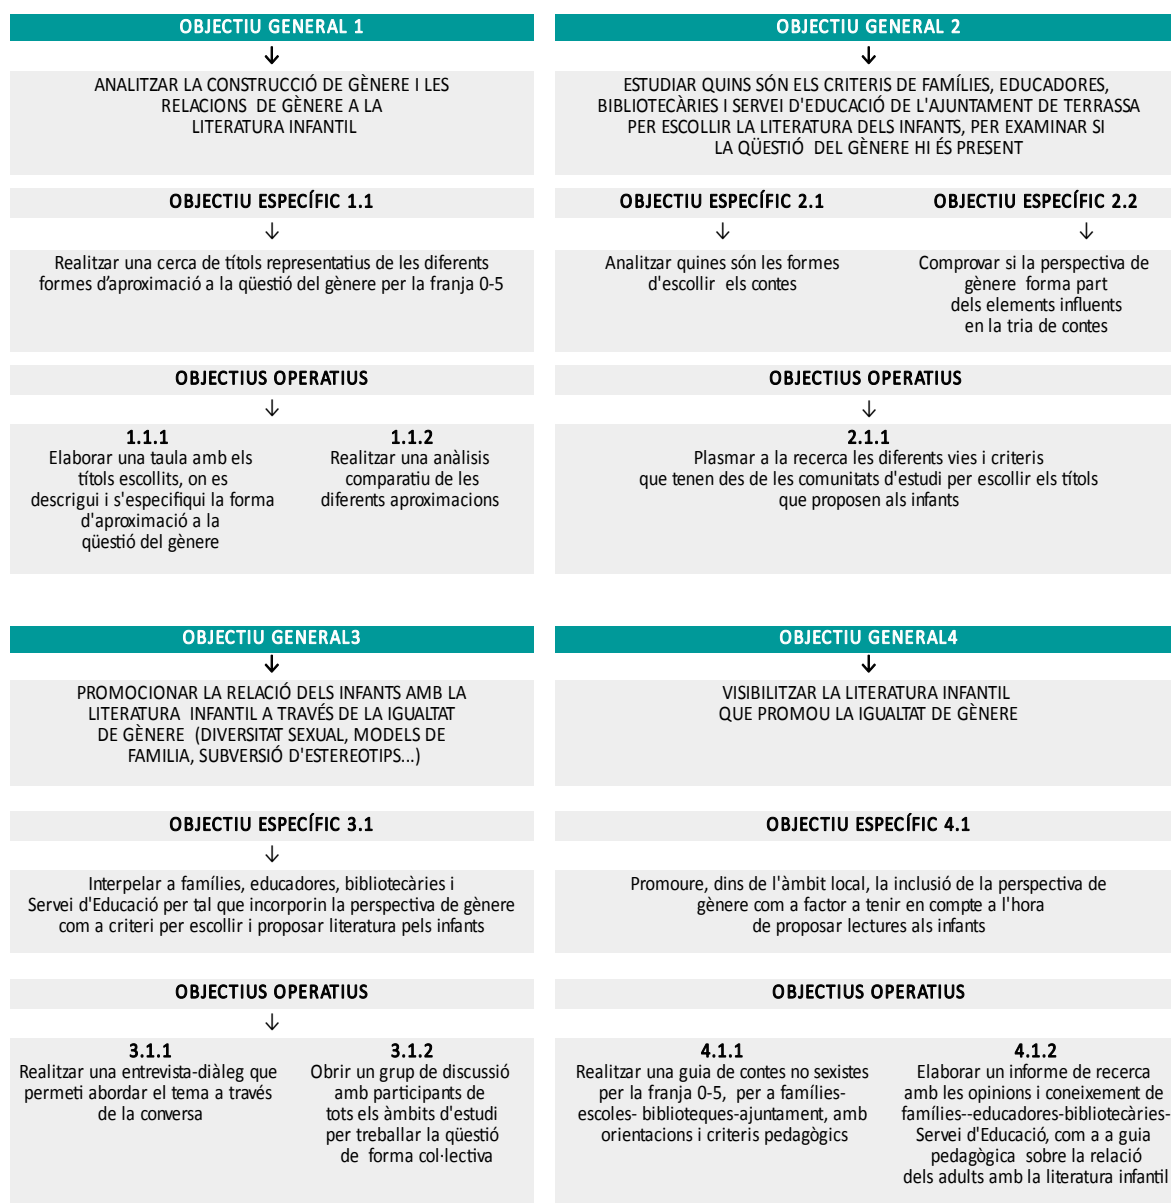 OBJECTIU GENERAL 1
ANALITZAR LA CONSTRUCCIÓ DE GÈNERE I LES
RELACIONS DE GÈNERE A LA
LITERATURA INFANTIL
OBJECTIU ESPECÍFIC 1.1
Realitzar una cerca de títols representatius de les diferents
formes d'aproximació a la qüestió del gènere per la franja 0-5
OBJECTIUS OPERATIUS
1.1.1
Elaborar una taula amb els
títols escollits, on es
descrigui i s'especifiqui la forma
d'aproximació a la
qüestió del gènere
1.1.2
Realitzar una anàlisis
comparatiu de les
diferents aproximacions
OBJECTIU GENERAL 2
ESTUDIAR QUINS SÓN ELS CRITERIS DE FAMÍLIES, EDUCADORES,
BIBLIOTECÀRIES I SERVEI D'EDUCACIÓ DE L'AJUNTAMENT DE TERRASSA
PER ESCOLLIR LA LITERATURA DELS INFANTS, PER EXAMINAR SI
LA QÜESTIÓ DEL GÈNERE HI ÉS PRESENT
OBJECTIU ESPECÍFIC 2.1
Analitzar quines són les formes
d'escollir els contes
OBJECTIU ESPECÍFIC 2.2
Comprovar si la perspectiva de
gènere forma part
dels elements influents
en la tria de contes
OBJECTIUS OPERATIUS
2.1.1
Plasmar a la recerca les diferents vies i criteris
que tenen des de les comunitats d'estudi per escollir els títols
que proposen als infants
OBJECTIU GENERAL3
PROMOCIONAR LA RELACIÓ DELS INFANTS AMB LA
LITERATURA INFANTIL A TRAVÉS DE LA IGUALTAT
DE GÈNERE (DIVERSITAT SEXUAL, MODELS DE
FAMILIA, SUBVERSIÓ D'ESTEREOTIPS...)
OBJECTIU ESPECÍFIC 3.1
Interpelar a famílies, educadores, bibliotecàries i
Servei d'Educació per tal que incorporin la perspectiva de gènere
com a criteri per escollir i proposar literatura pels infants
OBJECTIUS OPERATIUS
3.1.1
Realitzar una entrevista-diàleg que
permeti abordar el tema a través
de la conversa
3.1.2
Obrir un grup de discussió
amb participants de
tots els àmbits d'estudi
per treballar la qüestió
de forma col·lectiva
OBJECTIU GENERAL4
VISIBILITZAR LA LITERATURA INFANTIL
QUE PROMOU LA IGUALTAT DE GÈNERE
OBJECTIU ESPECÍFIC 4.1
Promoure, dins de l'àmbit local, la inclusió de la perspectiva de
gènere com a factor a tenir en compte a l'hora
de proposar lectures als infants
OBJECTIUS OPERATIUS
4.1.1
Realitzar una guia de contes no sexistes
per la franja 0-5, per a famílies-
escoles- biblioteques-ajuntament, amb
orientacions i criteris pedagògics
4.1.2
Elaborar un informe de recerca
amb les opinions i coneixement de
famílies--educadores-bibliotecàries-
Servei d'Educació, com a a guia
pedagògica sobre la relació
dels adults amb la literatura infantil